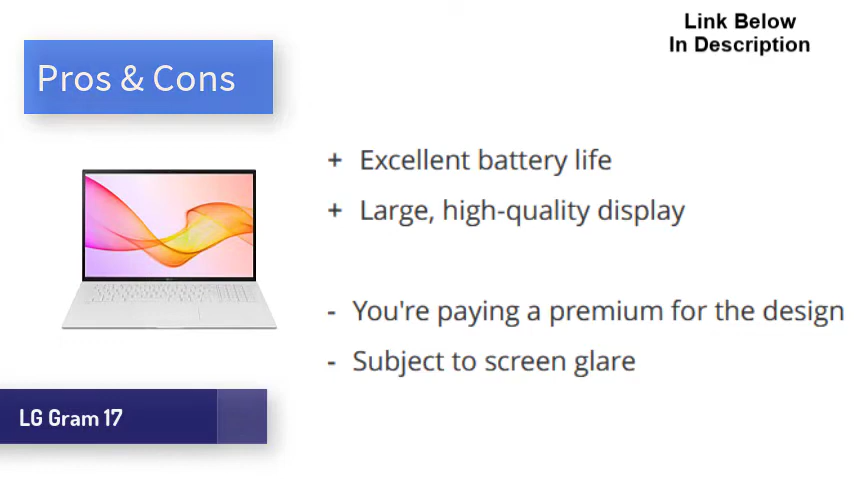 Link Below
In Description
Pros & Cons
+ Excellent battery life
+ Large, high-quality display
- You're paying a premium for the design
- Subject to screen glare
LG Gram 17